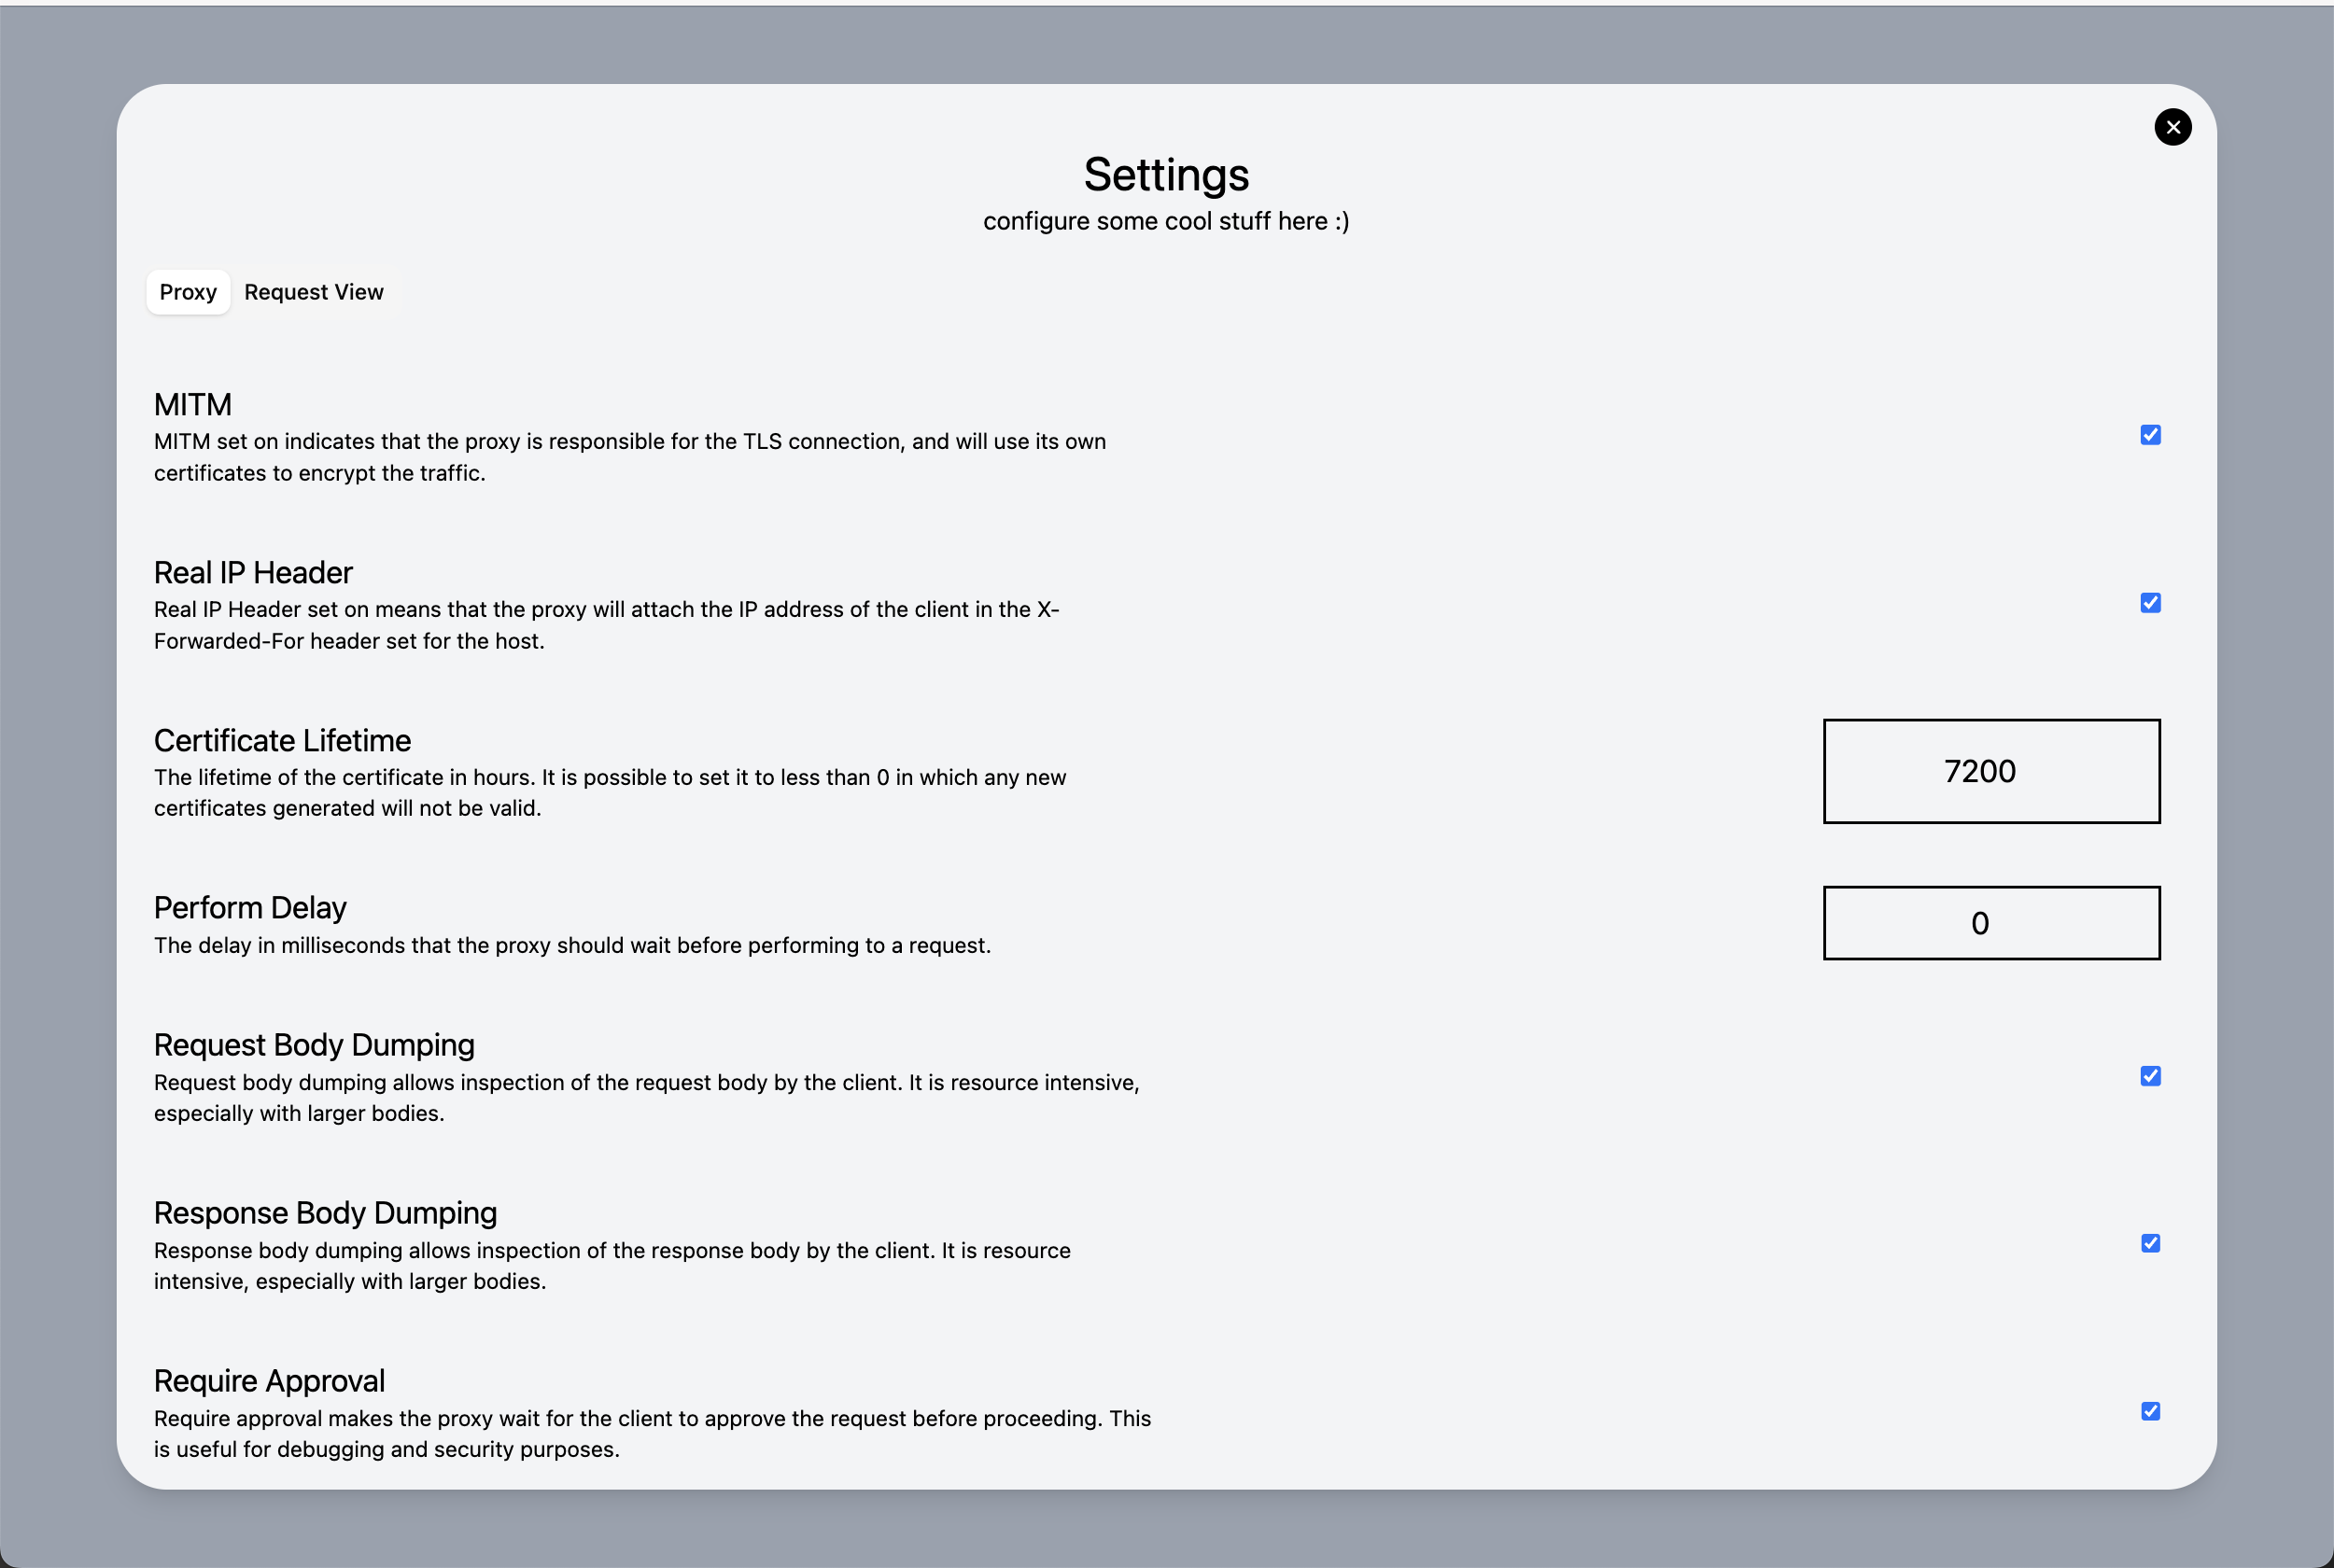 Settings
configure some cool stuff here :)
Proxy
Request View
MITM
MITM set on indicates that the proxy is responsible for the TLS connection, and will use its own
certificates to encrypt the traffic.
Real IP Header
Real IP Header set on means that the proxy will attach the IP address of the client in the X-
Forwarded-For header set for the host.
Certificate Lifetime
The lifetime of the certificate in hours. It is possible to set it to less than 0 in which any new
certificates generated will not be valid.
7200
Perform Delay
The delay in milliseconds that the proxy should wait before performing to a request.
0
Request Body Dumping
Request body dumping allows inspection of the request body by the client. It is resource intensive,
especially with larger bodies.
Response Body Dumping
Response body dumping allows inspection of the response body by the client. It is resource
intensive, especially with larger bodies.
Require Approval
Require approval makes the proxy wait for the client to approve the request before proceeding. This
is useful for debugging and security purposes.